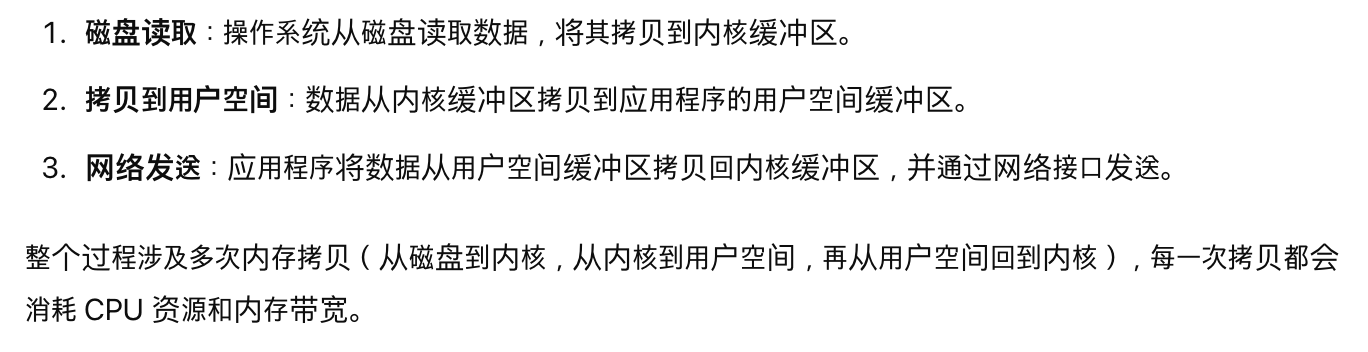 1. 磁盘读取：操作系统从磁盘读取数据，将其拷贝到内核缓冲区。
2. 拷贝到用户空间：数据从内核缓冲区拷贝到应用程序的用户空间缓冲区。
3. 网络发送：应用程序将数据从用户空间缓冲区拷贝回内核缓冲区，并通过网络接口发送。
整个过程涉及多次内存拷贝（从磁盘到内核，从内核到用户空间，再从用户空间回到内核），每一次拷贝都会
消耗 CPU 资源和内存带宽。